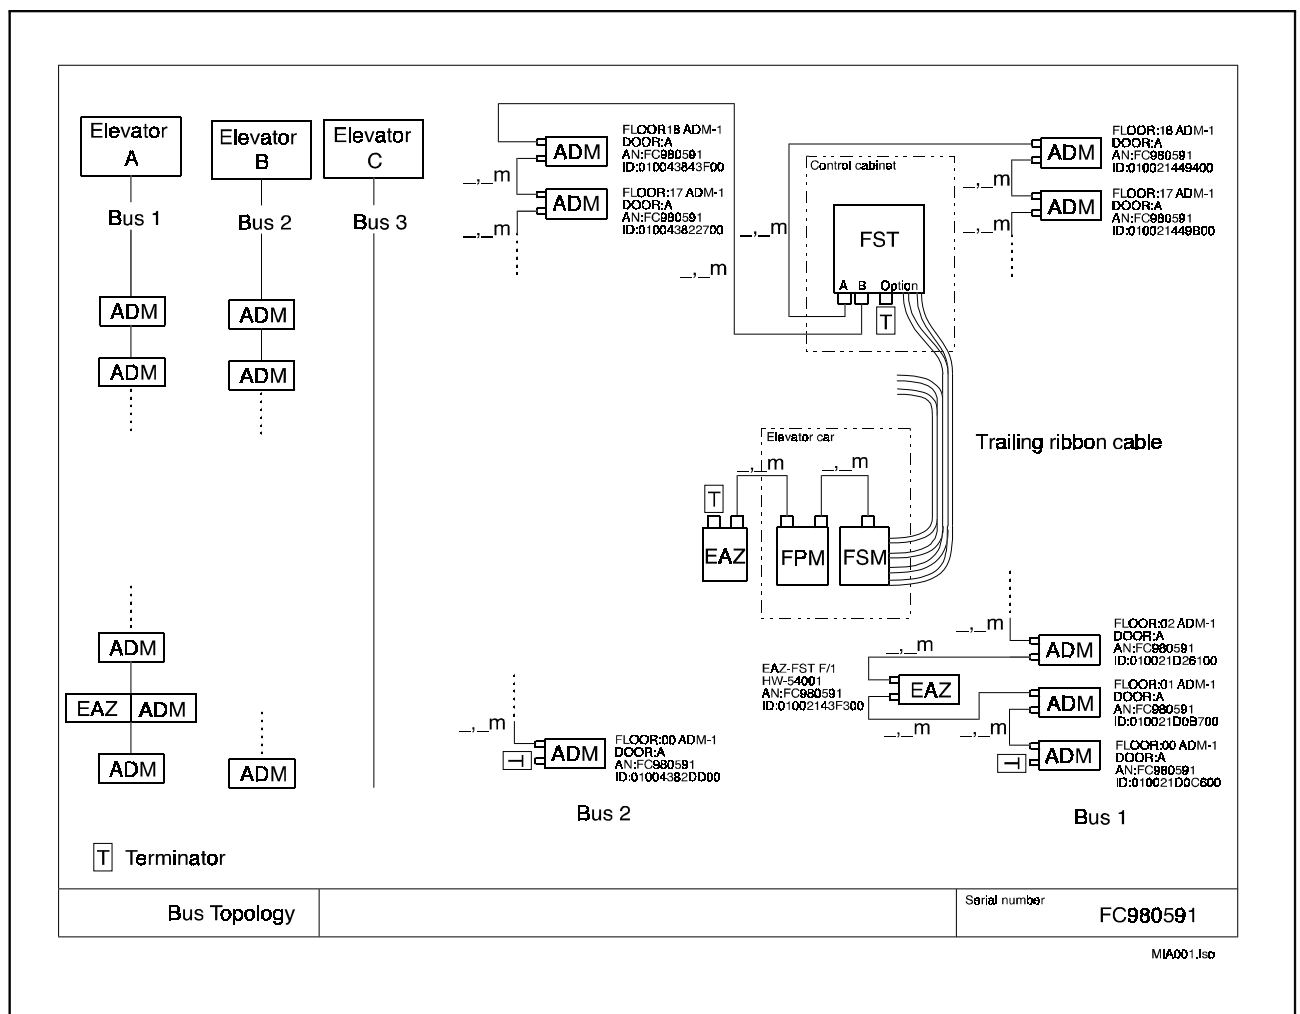 Elevator
A
Bus 1
ADM
ADM
ADM
EAZ
ADM
ADM
Elevator
B
Bus 2
ADM
ADM
ADM
Elevator
C
Bus 3
ADM
FLOOR:18 ADM-1
DOOR:A
AN:FC980591
ID:010043843F00
_,_m
ADM
FLOOR:17 ADM-1
DOOR:A
AN:FC980591
ID:010043822700
_,_m
_,_m
_,_m
Control cabinet
FST
A B Option
T
ADM
FLOOR:18 ADM-1
DOOR:A
AN:FC980591
ID:010021449400
_,_m
ADM
FLOOR:17 ADM-1
DOOR:A
AN:FC980591
ID:010021449B00
_,_m
Trailing ribbon cable
Elevator car
_,_m
_,_m
T
EAZ
FPM
FSM
_,_m
ADM
FLOOR:02 ADM-1
DOOR:A
AN:FC980591
ID:010021D26100
_,_m
EAZ-FST F/1
HW-54001
AN:FC980591
ID:01002143F300
EAZ
_,_m
ADM
FLOOR:01 ADM-1
DOOR:A
AN:FC980591
ID:010021D0B700
_,_m
T
ADM
FLOOR:00 ADM-1
DOOR:A
AN:FC980591
ID:010021D0C600
Bus 1
_,_m
T
ADM
FLOOR:00 ADM-1
DOOR:A
AN:FC980591
ID:01004382DD00
Bus 2
T Terminator
Bus Topology
Serial number
FC980591
MIA001.iso